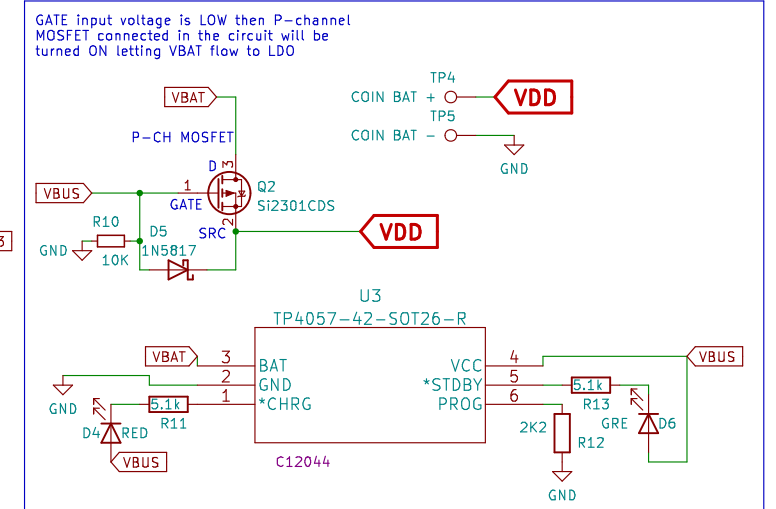 GATE input voltage is LOW then P-channel
MOSFET connected in the circuit will be
turned ON letting VBAT flow to LDO
TP4
VBAT
COIN BAT +
VDD
TP5
P-CH MOSFET
COIN BAT -
D
3
GND
1
Q2
VBUS
GATE
Si2301CDS
R10
2
SRC
VDD
D5
3
GND
1N5817
10K
U3
TP4057-42-SOT26-R
VBAT
3
BAT
VCC
4
VBUS
2
GND
*STDBY
5
5.1k
GND
1
*CHRG
PROG
6
R13
5.1k
R11
D4
RED
2K2
GRE
D6
R12
VBUS
C12044
GND